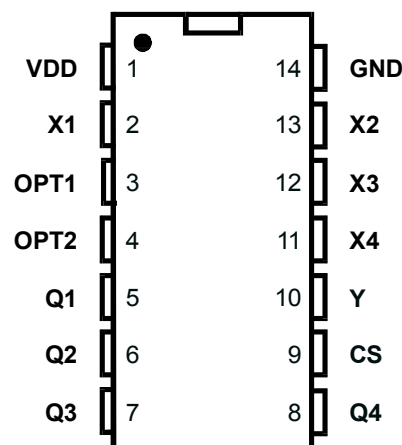 VDD 1 14 GND
X1 2 13 X2
OPT1 3 12 X3
OPT2 4 11 X4
Q1 5 10 Y
Q2 6 9 CS
Q3 7 8 Q4